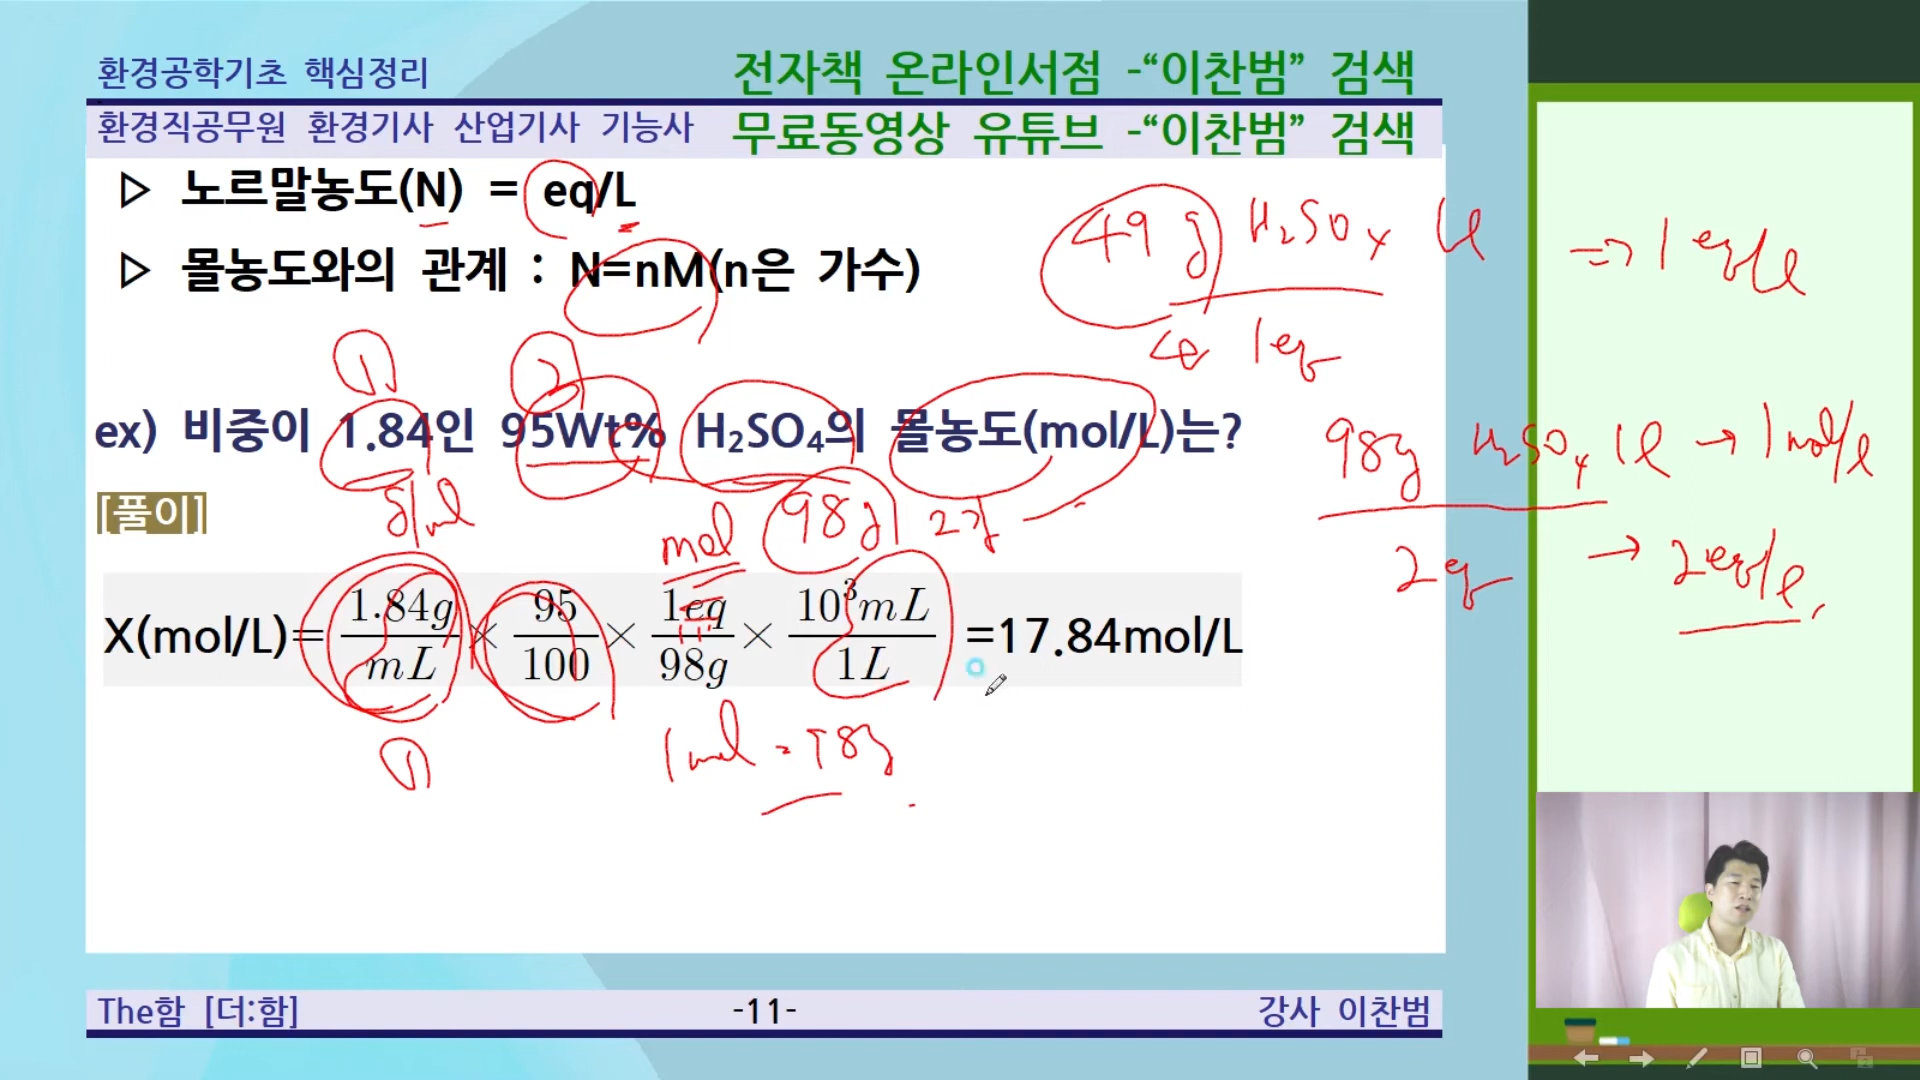 환경공학기초 핵심정리
전자책 온라인서점 -“이찬범” 검색
환경직공무원 환경기사 산업기사 기능사
무료동영상 유튜브 -“이찬범” 검색
▷ 노르말농도(N) = eq/L
▷ 몰농도와의 관계 : N=nM(n은 가수)
49g H₂SO₄ 1ℓ ⇒ 1eq/ℓ
1eq
① 2
ex) 비중이 1.84인 95Wt% H₂SO₄의 몰농도(mol/L)는?
98g H₂SO₄ 1ℓ → 1mol/ℓ
2eq → 2eq/ℓ
[풀이]
g/ml
mol 98g 2가
X(mol/L)= 1.84g/mL × 95/100 × 1eq/98g × 10³mL/1L =17.84mol/L
①
1mol = 98g
The함 [더:함]
-11-
강사 이찬범